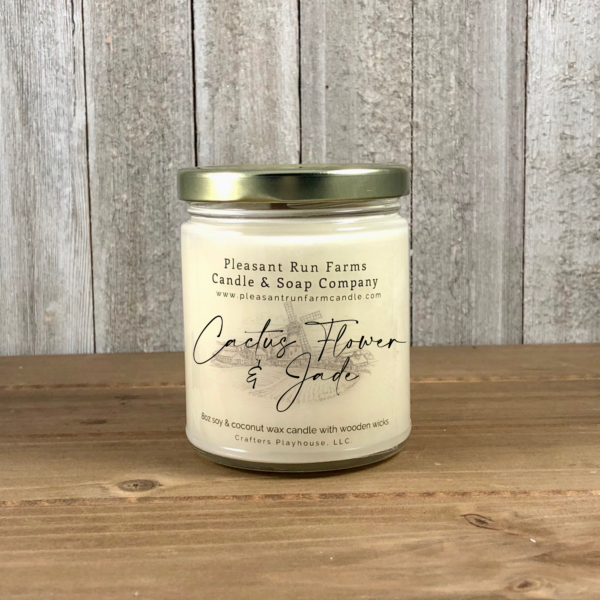 Pleasant Run Farms
Candle & Soap Company
www.pleasantrunfarmcandle.com
Cactus Flower
& Jade
8oz soy & coconut wax candle with wooden wicks
Crafters Playhouse, LLC.